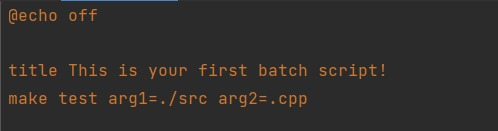 @echo off
title This is your first batch script!
make test arg1=./src arg2=.cpp